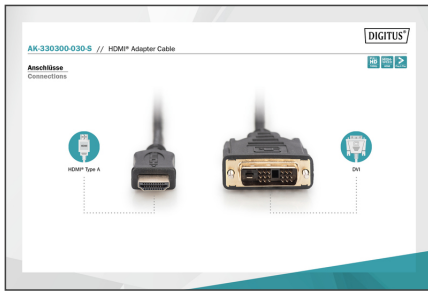 DIGITUS®
AK-330300-030-S // HDMI® Adapter Cable
Anschlüsse
Connections
HDMI® Type A
DVI